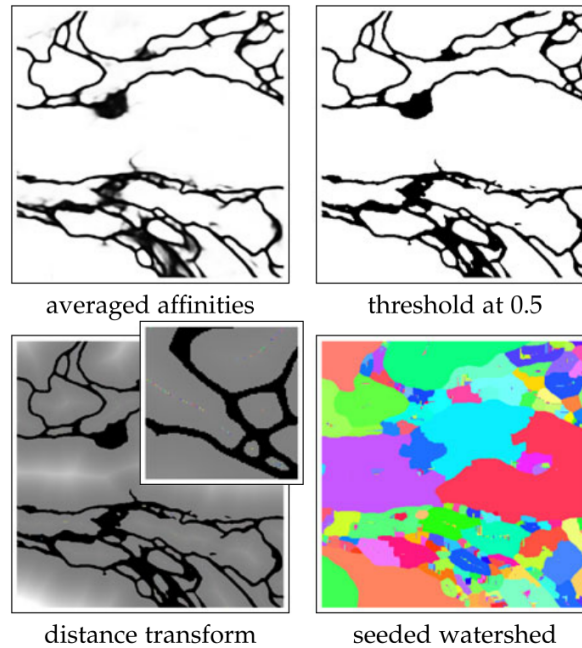 averaged affinities
threshold at 0.5
distance transform
seeded watershed